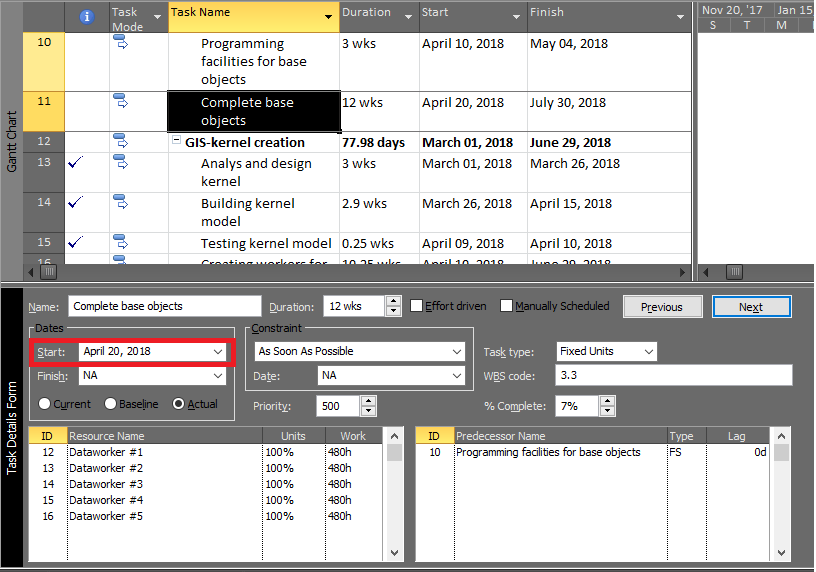 Task Mode Task Name Duration Start Finish Nov 20, '17 Jan 15
S T M
Gantt Chart
10 Programming facilities for base objects 3 wks April 10, 2018 May 04, 2018
11 Complete base objects 12 wks April 20, 2018 July 30, 2018
12 GIS-kernel creation 77.98 days March 01, 2018 June 29, 2018
13 Analys and design kernel 3 wks March 01, 2018 March 26, 2018
14 Building kernel model 2.9 wks March 26, 2018 April 15, 2018
15 Testing kernel model 0.25 wks April 09, 2018 April 10, 2018
16 Creating workers for 10.25 wks April 10, 2018 June 29, 2018
Task Details Form
Name: Complete base objects Duration: 12 wks Effort driven Manually Scheduled Previous Next
Dates Constraint
Start: April 20, 2018 As Soon As Possible Task type: Fixed Units
Finish: NA Date: NA WBS code: 3.3
Current Baseline Actual Priority: 500 % Complete: 7%
ID Resource Name Units Work ID Predecessor Name Type Lag
12 Dataworker #1 100% 480h 10 Programming facilities for base objects FS 0d
13 Dataworker #2 100% 480h
14 Dataworker #3 100% 480h
15 Dataworker #4 100% 480h
16 Dataworker #5 100% 480h